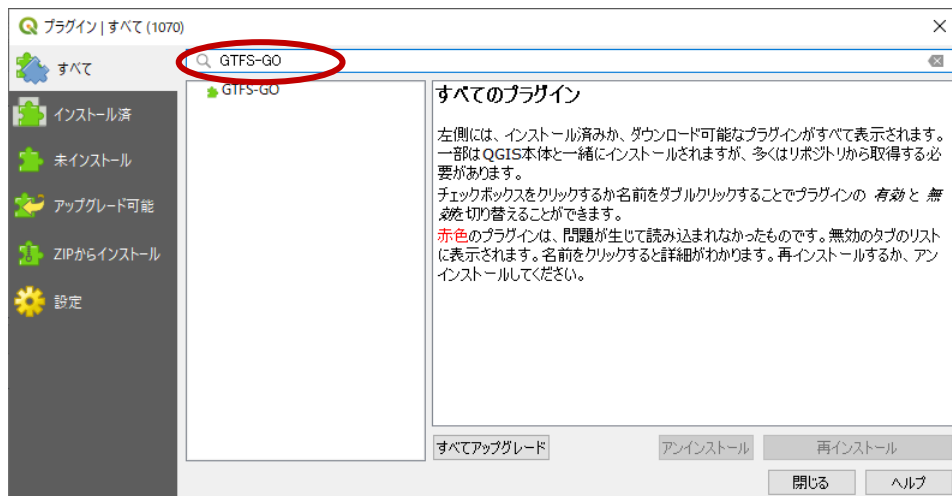 プラグイン | すべて (1070)
すべて
インストール済
未インストール
アップグレード可能
ZIPからインストール
設定
GTFS-GO
GTFS-GO
すべてのプラグイン
左側には、インストール済みか、ダウンロード可能なプラグインがすべて表示されます。
一部はQGIS本体と一緒にインストールされますが、多くはリポジトリから取得する必
要があります。
チェックボックスをクリックするか名前をダブルクリックすることでプラグインの 有効 と 無
効を切り替えることができます。
赤色のプラグインは、問題が生じて読み込まれなかったものです。無効のタブのリスト
に表示されます。名前をクリックすると詳細がわかります。再インストールするか、アン
インストールしてください。
すべてアップグレード
アンインストール
再インストール
閉じる
ヘルプ